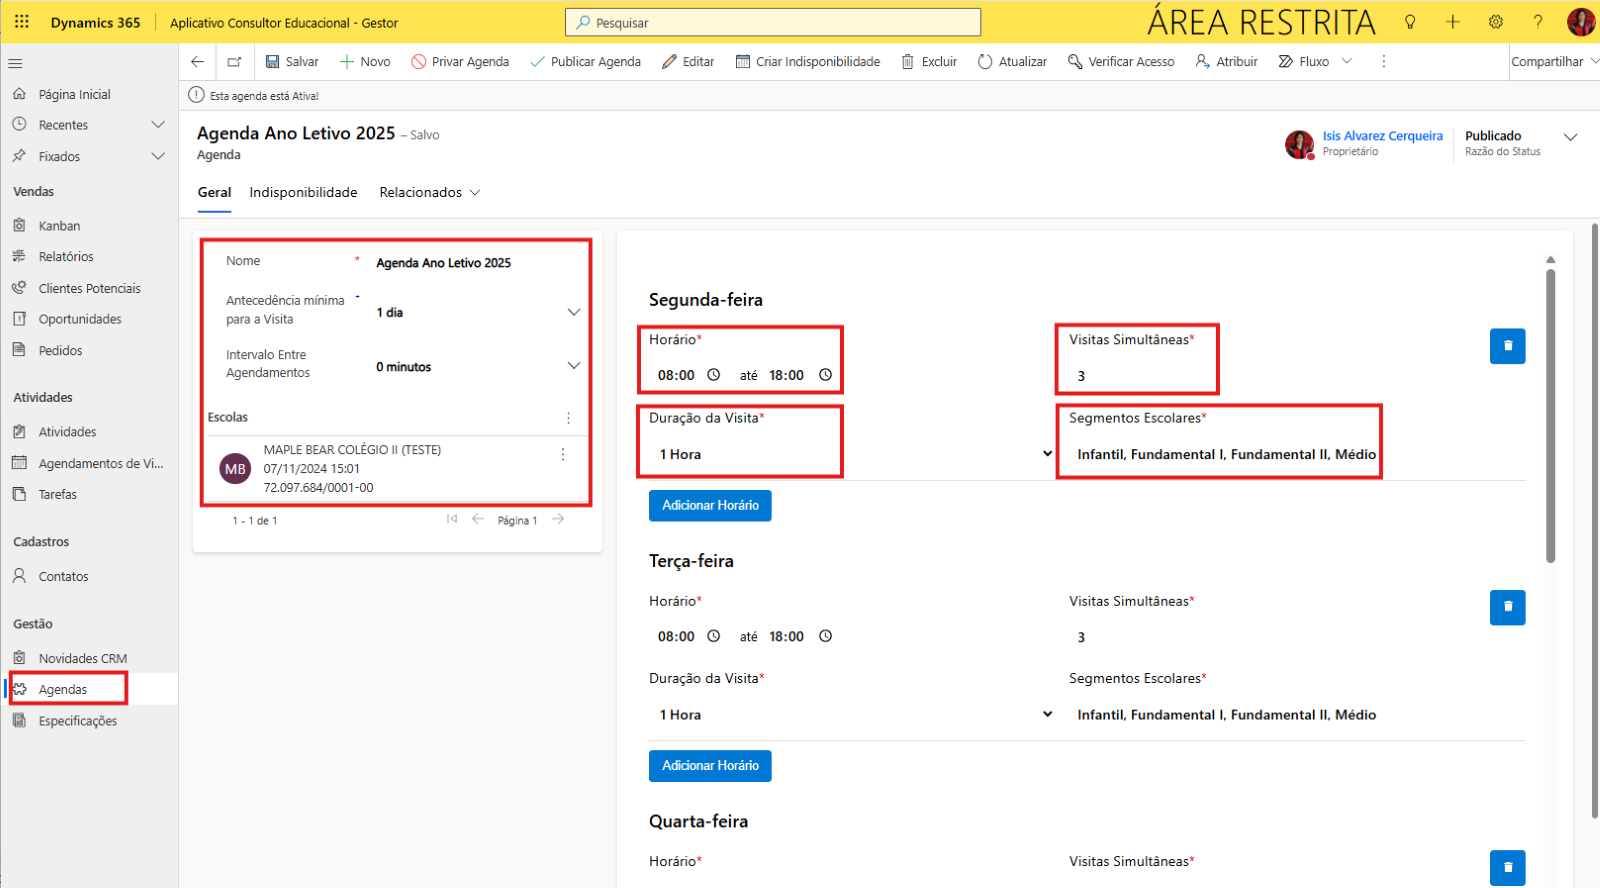 Dynamics 365
Aplicativo Consultor Educacional - Gestor
Pesquisar
ÁREA RESTRITA
Salvar
Novo
Privar Agenda
Publicar Agenda
Editar
Criar Indisponibilidade
Excluir
Atualizar
Verificar Acesso
Atribuir
Fluxo
Compartilhar
Página Inicial
Recentes
Fixados
Vendas
Kanban
Relatórios
Clientes Potenciais
Oportunidades
Pedidos
Atividades
Atividades
Agendamentos de Vi...
Tarefas
Cadastros
Contatos
Gestão
Novidades CRM
Agendas
Especificações
Esta agenda está Ativa!
Agenda Ano Letivo 2025 – Salvo
Agenda
Isis Alvarez Cerqueira
Proprietário
Publicado
Razão do Status
Geral
Indisponibilidade
Relacionados
Nome *
Agenda Ano Letivo 2025
Antecedência mínima
para a Visita
1 dia
Intervalo Entre
Agendamentos
0 minutos
Escolas
MB
MAPLE BEAR COLÉGIO II (TESTE)
07/11/2024 15:01
72.097.684/0001-00
1 - 1 de 1
Página 1
Segunda-feira
Horário*
08:00 até 18:00
Visitas Simultâneas*
3
Duração da Visita*
1 Hora
Segmentos Escolares*
Infantil, Fundamental I, Fundamental II, Médio
Adicionar Horário
Terça-feira
Horário*
08:00 até 18:00
Visitas Simultâneas*
3
Duração da Visita*
1 Hora
Segmentos Escolares*
Infantil, Fundamental I, Fundamental II, Médio
Adicionar Horário
Quarta-feira
Horário*
Visitas Simultâneas*